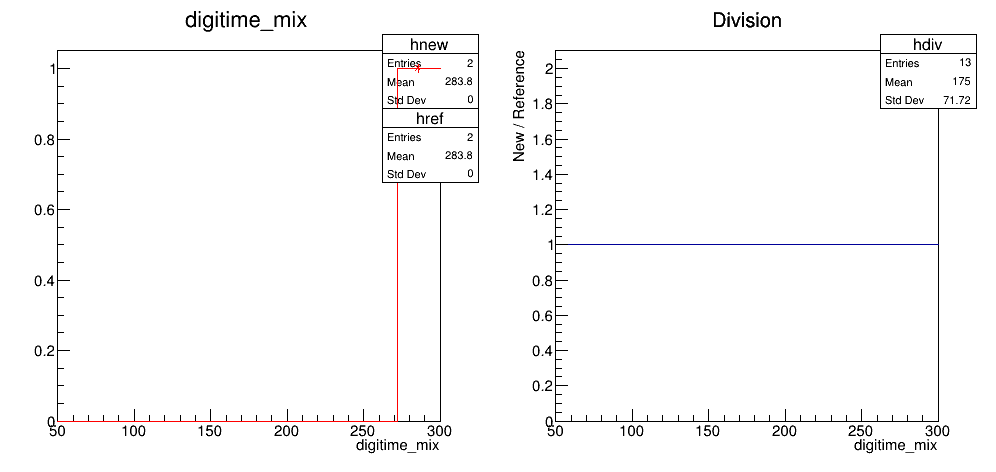 digitime_mix
hnew
Entries 2
Mean 283.8
Std Dev 0
href
Entries 2
Mean 283.8
Std Dev 0
1
0.8
0.6
0.4
0.2
0
50 100 150 200 250 300
digitime_mix
Division
hdiv
Entries 13
Mean 175
Std Dev 71.72
New / Reference
2
1.8
1.6
1.4
1.2
1
0.8
0.6
0.4
0.2
0
50 100 150 200 250 300
digitime_mix